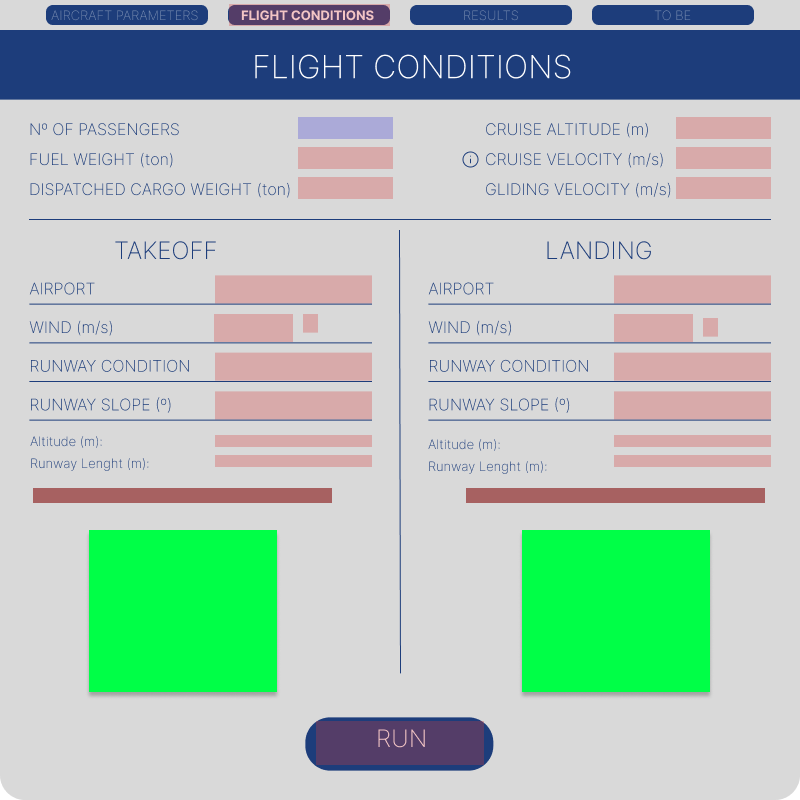 AIRCRAFT PARAMETERS
FLIGHT CONDITIONS
RESULTS
TO BE
FLIGHT CONDITIONS
Nº OF PASSENGERS
FUEL WEIGHT (ton)
DISPATCHED CARGO WEIGHT (ton)
CRUISE ALTITUDE (m)
CRUISE VELOCITY (m/s)
GLIDING VELOCITY (m/s)
TAKEOFF
AIRPORT
WIND (m/s)
RUNWAY CONDITION
RUNWAY SLOPE (º)
Altitude (m):
Runway Lenght (m):
LANDING
AIRPORT
WIND (m/s)
RUNWAY CONDITION
RUNWAY SLOPE (º)
Altitude (m):
Runway Lenght (m):
RUN